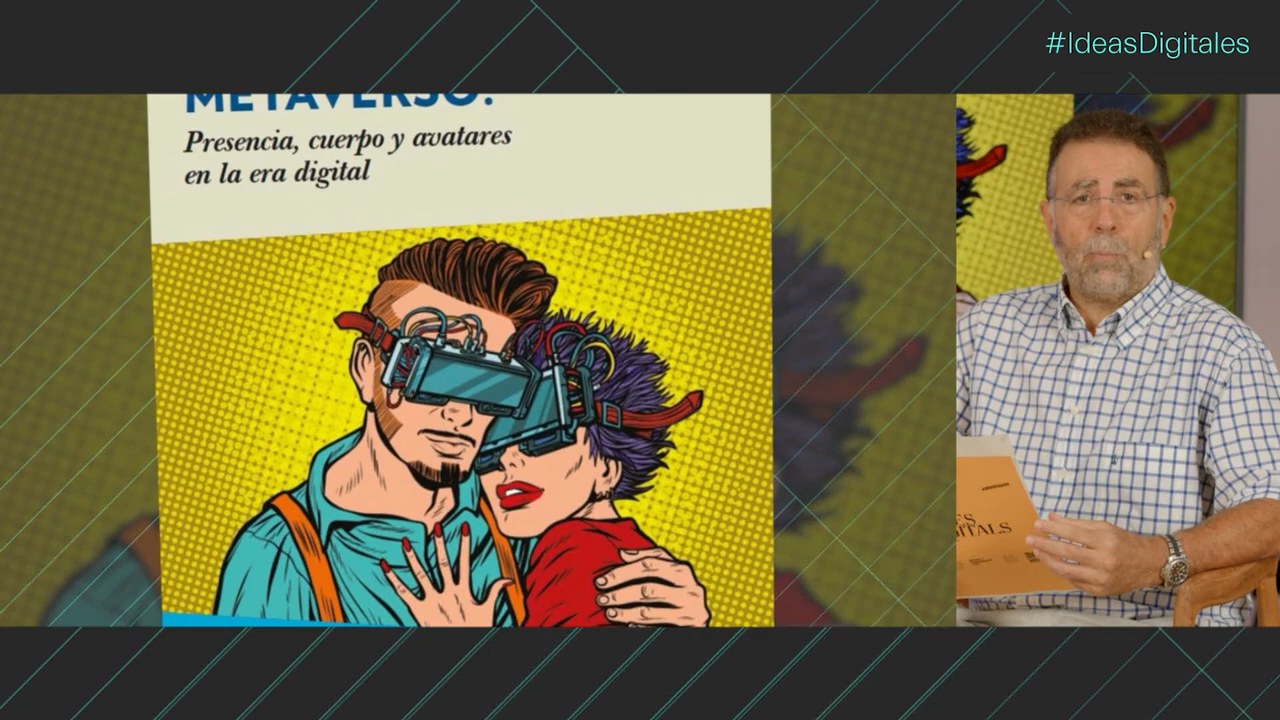 #IdeasDigitales
METAVERSO?
Presencia, cuerpo y avatares
en la era digital